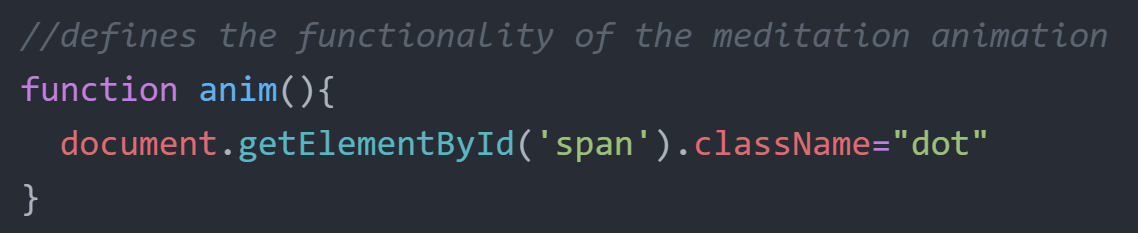 //defines the functionality of the meditation animation
function anim(){
  document.getElementById('span').className="dot"
}